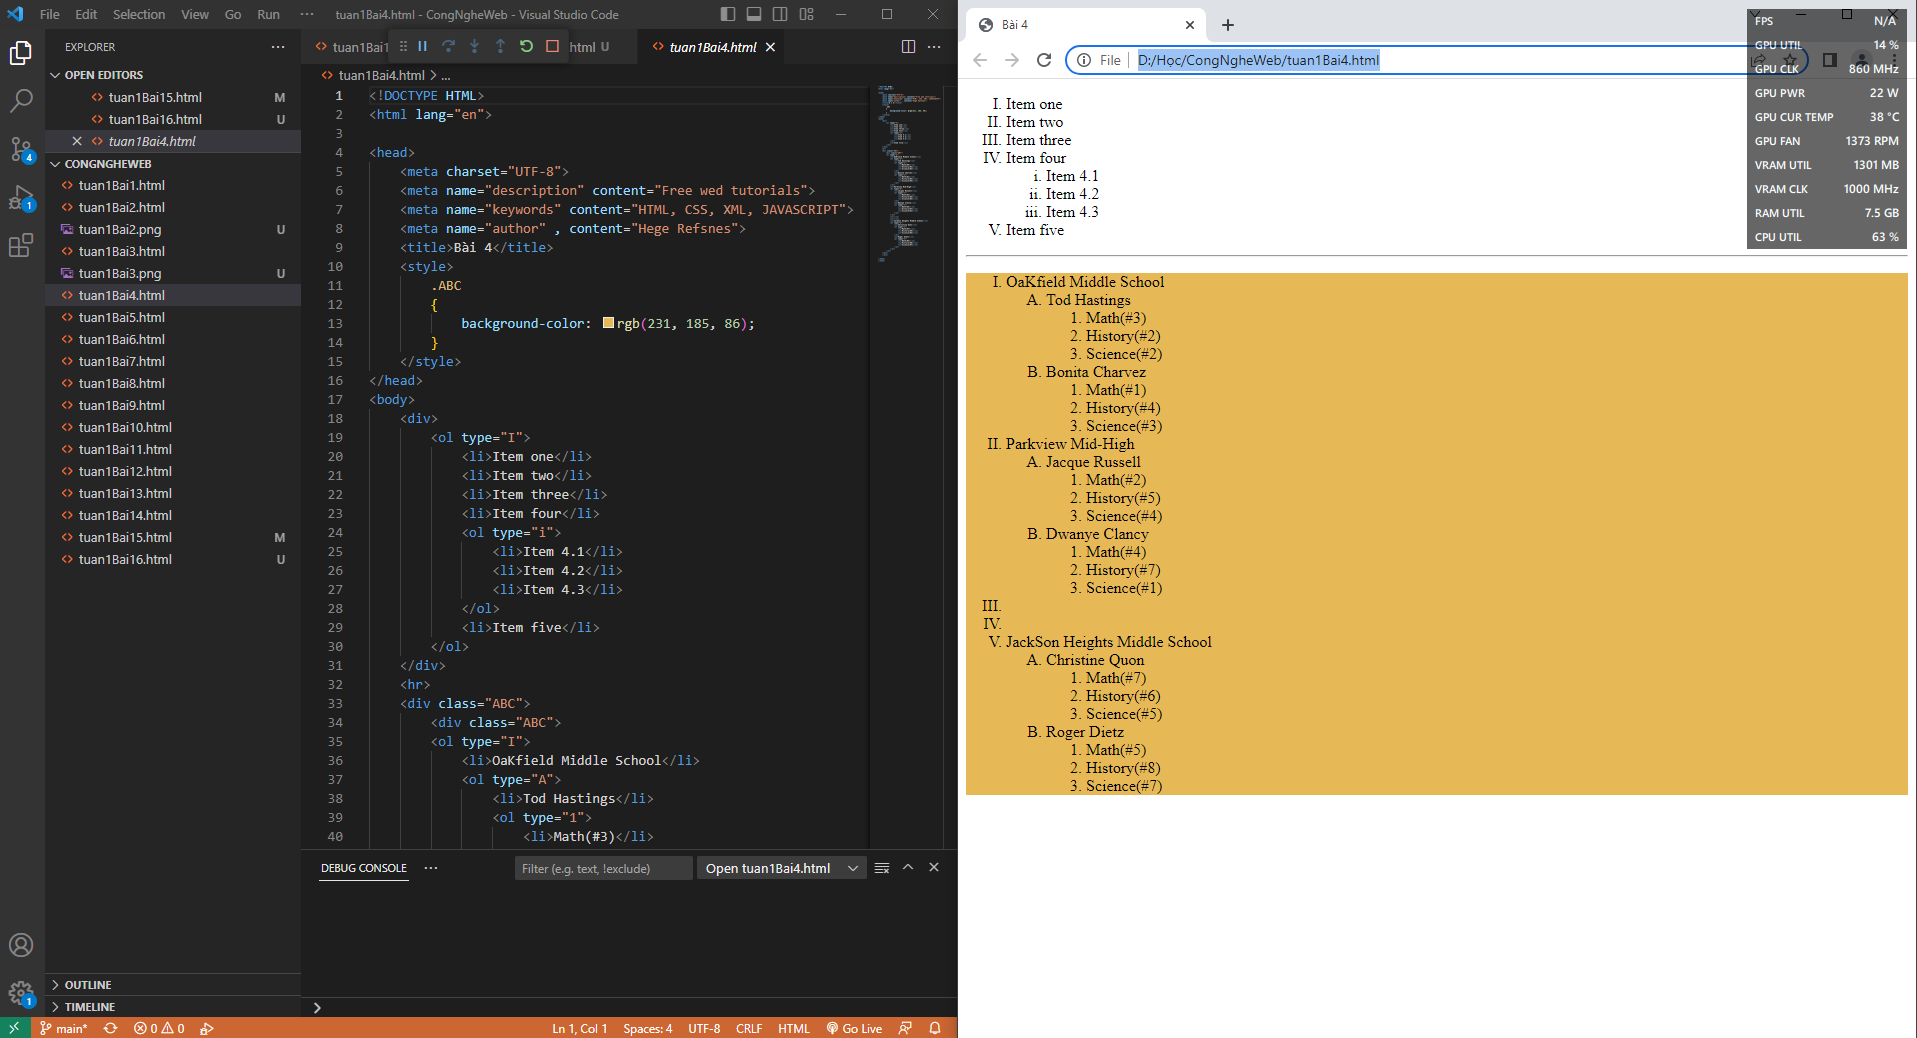 File Edit Selection View Go Run ··· tuan1Bai4.html - CongNgheWeb - Visual Studio Code
EXPLORER ···
OPEN EDITORS
tuan1Bai15.html M
tuan1Bai16.html U
tuan1Bai4.html
CONGNGHEWEB
tuan1Bai1.html
tuan1Bai2.html
tuan1Bai2.png U
tuan1Bai3.html
tuan1Bai3.png U
tuan1Bai4.html
tuan1Bai5.html
tuan1Bai6.html
tuan1Bai7.html
tuan1Bai8.html
tuan1Bai9.html
tuan1Bai10.html
tuan1Bai11.html
tuan1Bai12.html
tuan1Bai13.html
tuan1Bai14.html
tuan1Bai15.html M
tuan1Bai16.html U
OUTLINE
TIMELINE
4
1
1
tuan1Bai1 html U tuan1Bai4.html
tuan1Bai4.html > ...
1 <!DOCTYPE HTML>
2 <html lang="en">
3
4 <head>
5 <meta charset="UTF-8">
6 <meta name="description" content="Free wed tutorials">
7 <meta name="keywords" content="HTML, CSS, XML, JAVASCRIPT">
8 <meta name="author" , content="Hege Refsnes">
9 <title>Bài 4</title>
10 <style>
11 .ABC
12 {
13 background-color: rgb(231, 185, 86);
14 }
15 </style>
16 </head>
17 <body>
18 <div>
19 <ol type="I">
20 <li>Item one</li>
21 <li>Item two</li>
22 <li>Item three</li>
23 <li>Item four</li>
24 <ol type="i">
25 <li>Item 4.1</li>
26 <li>Item 4.2</li>
27 <li>Item 4.3</li>
28 </ol>
29 <li>Item five</li>
30 </ol>
31 </div>
32 <hr>
33 <div class="ABC">
34 <div class="ABC">
35 <ol type="I">
36 <li>OaKfield Middle School</li>
37 <ol type="A">
38 <li>Tod Hastings</li>
39 <ol type="1">
40 <li>Math(#3)</li>
DEBUG CONSOLE ··· Filter (e.g. text, !exclude) Open tuan1Bai4.html
main* 0 0 Ln 1, Col 1 Spaces: 4 UTF-8 CRLF HTML Go Live
Bài 4
File D:/Học/CongNgheWeb/tuan1Bai4.html
FPS N/A
GPU UTIL 14 %
GPU CLK 860 MHz
GPU PWR 22 W
GPU CUR TEMP 38 °C
GPU FAN 1373 RPM
VRAM UTIL 1301 MB
VRAM CLK 1000 MHz
RAM UTIL 7.5 GB
CPU UTIL 63 %
I. Item one
II. Item two
III. Item three
IV. Item four
i. Item 4.1
ii. Item 4.2
iii. Item 4.3
V. Item five
I. OaKfield Middle School
A. Tod Hastings
1. Math(#3)
2. History(#2)
3. Science(#2)
B. Bonita Charvez
1. Math(#1)
2. History(#4)
3. Science(#3)
II. Parkview Mid-High
A. Jacque Russell
1. Math(#2)
2. History(#5)
3. Science(#4)
B. Dwanye Clancy
1. Math(#4)
2. History(#7)
3. Science(#1)
III.
IV.
V. JackSon Heights Middle School
A. Christine Quon
1. Math(#7)
2. History(#6)
3. Science(#5)
B. Roger Dietz
1. Math(#5)
2. History(#8)
3. Science(#7)